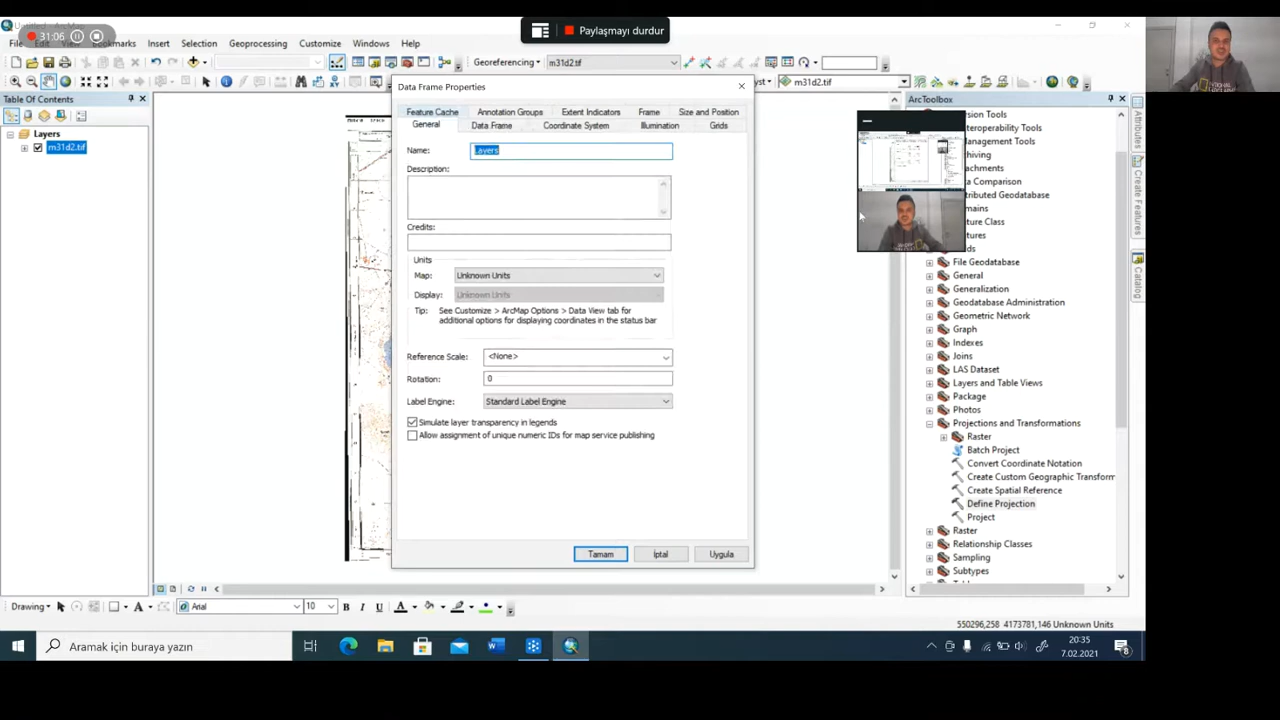 31:06
Paylaşmayı durdur
File
Bookmarks
Insert
Selection
Geoprocessing
Customize
Windows
Help
Georeferencing
m31d2.tif
m31d2.tif
Table Of Contents
Layers
m31d2.tif
Data Frame Properties
Feature Cache
Annotation Groups
Extent Indicators
Frame
Size and Position
General
Data Frame
Coordinate System
Illumination
Grids
Name:
Layers
Description:
Credits:
Units
Map:
Unknown Units
Display:
Unknown Units
Tip:
See Customize > ArcMap Options > Data View tab for
additional options for displaying coordinates in the status bar
Reference Scale:
<None>
Rotation:
0
Label Engine:
Standard Label Engine
Simulate layer transparency in legends
Allow assignment of unique numeric IDs for map service publishing
Tamam
İptal
Uygula
ArcToolbox
Interoperability Tools
Management Tools
File Geodatabase
General
Generalization
Geodatabase Administration
Geometric Network
Graph
Indexes
Joins
LAS Dataset
Layers and Table Views
Package
Photos
Projections and Transformations
Raster
Batch Project
Convert Coordinate Notation
Create Custom Geographic Transform
Create Spatial Reference
Define Projection
Project
Raster
Relationship Classes
Sampling
Subtypes
Attributes
Create Features
Catalog
Drawing
Arial
10
B
I
U
A
550296,258 4173781,146 Unknown Units
Aramak için buraya yazın
20:35
7.02.2021
8